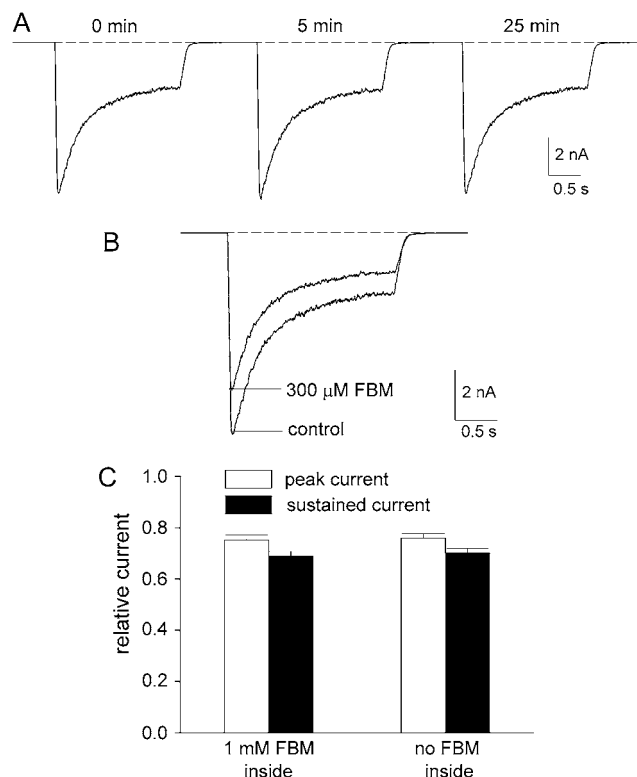 A
0 min 5 min 25 min
2 nA
0.5 s
B
300 μM FBM
control
2 nA
0.5 s
C
peak current
sustained current
relative current
1.0
0.8
0.6
0.4
0.2
0.0
1 mM FBM
inside
no FBM
inside